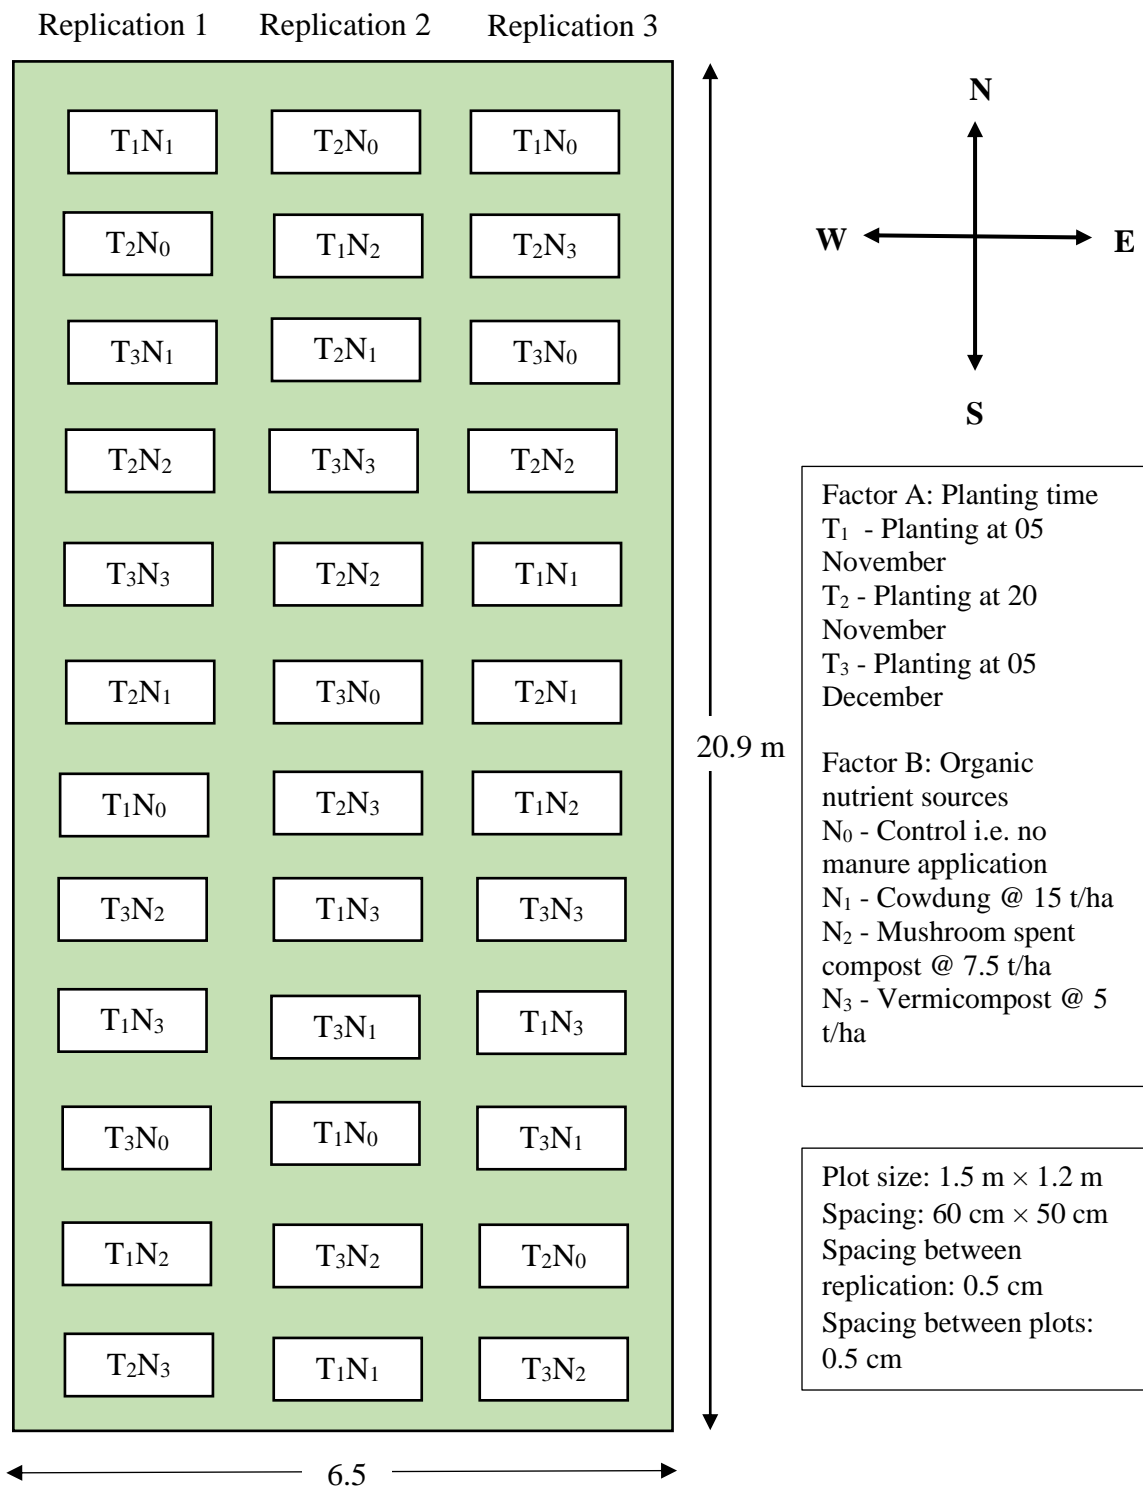 Replication 1 Replication 2 Replication 3
T₁N₁ T₂N₀ T₁N₀
T₂N₀ T₁N₂ T₂N₃
T₃N₁ T₂N₁ T₃N₀
T₂N₂ T₃N₃ T₂N₂
T₃N₃ T₂N₂ T₁N₁
T₂N₁ T₃N₀ T₂N₁
T₁N₀ T₂N₃ T₁N₂
T₃N₂ T₁N₃ T₃N₃
T₁N₃ T₃N₁ T₁N₃
T₃N₀ T₁N₀ T₃N₁
T₁N₂ T₃N₂ T₂N₀
T₂N₃ T₁N₁ T₃N₂
20.9 m
6.5
N
W E
S
Factor A: Planting time
T₁ - Planting at 05
November
T₂ - Planting at 20
November
T₃ - Planting at 05
December
Factor B: Organic
nutrient sources
N₀ - Control i.e. no
manure application
N₁ - Cowdung @ 15 t/ha
N₂ - Mushroom spent
compost @ 7.5 t/ha
N₃ - Vermicompost @ 5
t/ha
Plot size: 1.5 m × 1.2 m
Spacing: 60 cm × 50 cm
Spacing between
replication: 0.5 cm
Spacing between plots:
0.5 cm